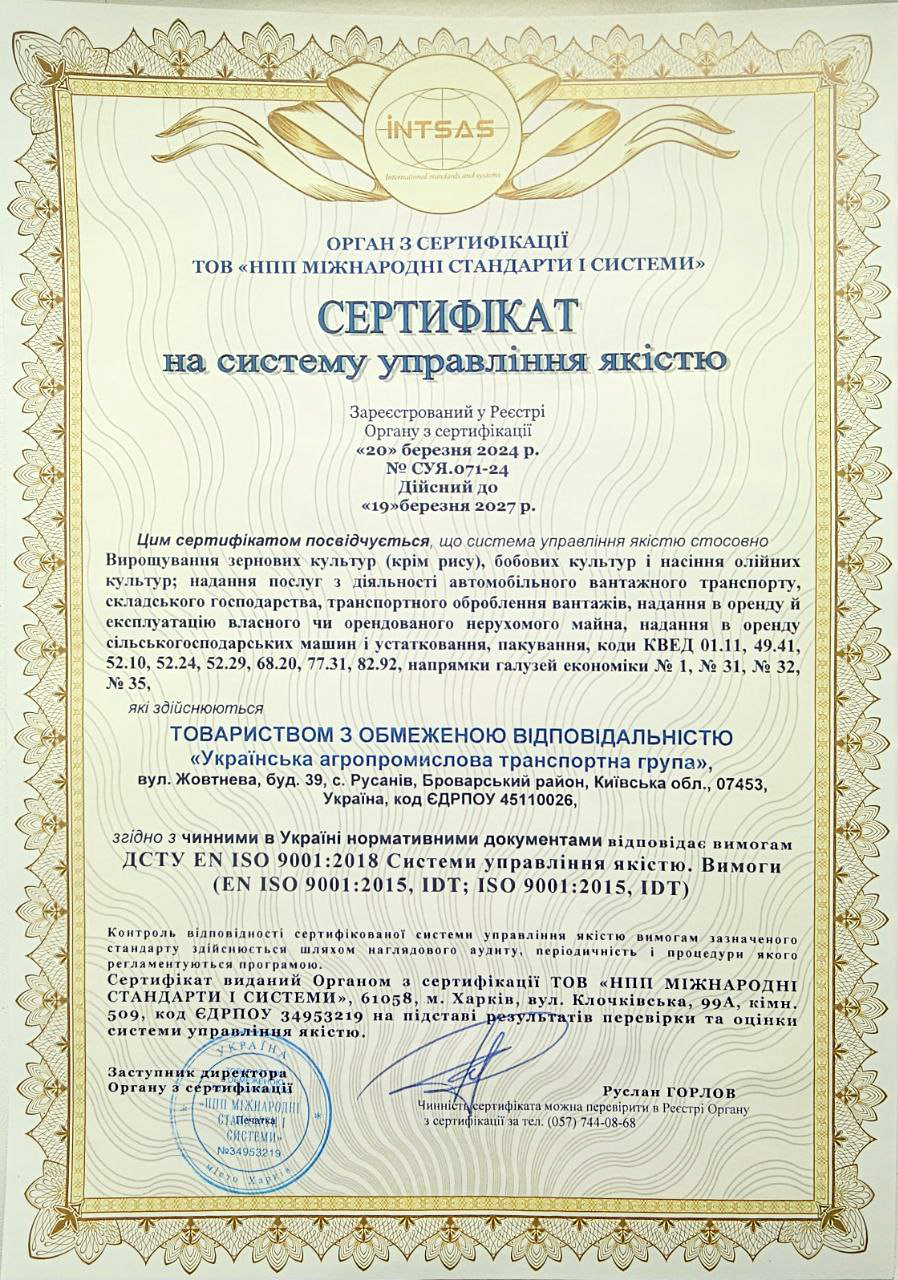 iNTSAS
International standards and systems
ОРГАН З СЕРТИФІКАЦІЇ
ТОВ «НПП МІЖНАРОДНІ СТАНДАРТИ І СИСТЕМИ»
СЕРТИФІКАТ
на систему управління якістю
Зареєстрований у Реєстрі
Органу з сертифікації
«20» березня 2024 р.
№ СУЯ.071-24
Дійсний до
«19»березня 2027 р.
Цим сертифікатом посвідчується, що система управління якістю стосовно
Вирощування зернових культур (крім рису), бобових культур і насіння олійних
культур; надання послуг з діяльності автомобільного вантажного транспорту,
складського господарства, транспортного оброблення вантажів, надання в оренду й
експлуатацію власного чи орендованого нерухомого майна, надання в оренду
сільськогосподарських машин і устатковання, пакування, коди КВЕД 01.11, 49.41,
52.10, 52.24, 52.29, 68.20, 77.31, 82.92, напрямки галузей економіки № 1, № 31, № 32,
№ 35,
які здійснюються
ТОВАРИСТВОМ З ОБМЕЖЕНОЮ ВІДПОВІДАЛЬНІСТЮ
«Українська агропромислова транспортна група»,
вул. Жовтнева, буд. 39, с. Русанів, Броварський район, Київська обл., 07453,
Україна, код ЄДРПОУ 45110026,
згідно з чинними в Україні нормативними документами відповідає вимогам
ДСТУ EN ISO 9001:2018 Системи управління якістю. Вимоги
(EN ISO 9001:2015, IDT; ISO 9001:2015, IDT)
Контроль відповідності сертифікованої системи управління якістю вимогам зазначеного
стандарту здійснюється шляхом наглядового аудиту, періодичність і процедури якого
регламентуються програмою.
Сертифікат виданий Органом з сертифікації ТОВ «НПП МІЖНАРОДНІ
СТАНДАРТИ І СИСТЕМИ», 61058, м. Харків, вул. Клочківська, 99А, кімн.
509, код ЄДРПОУ 34953219 на підставі результатів перевірки та оцінки
системи управління якістю.
УКРАЇНА
Заступник директора
Органу з сертифікації
Руслан ГОРЛОВ
«НПП МІЖНАРОДНІ
СТАНДАРТИ І
Печатка
СИСТЕМИ»
№34953219
місто Харків
Чинність сертифіката можна перевірити в Реєстрі Органу
з сертифікації за тел. (057) 744-08-68